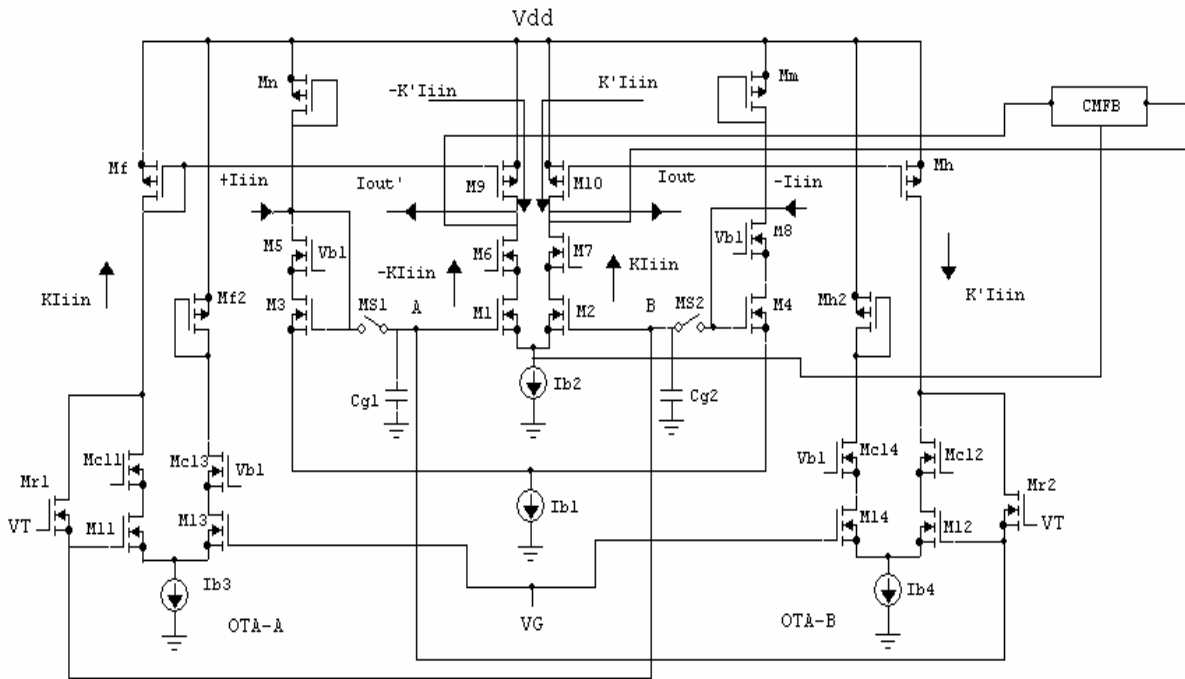 Vdd
Mn
-K'Iiin
K'Iiin
Mm
CMFB
Mf
+Iiin
Iout'
M9
M10
Iout
-Iiin
Mh
M5
Vb1
M6
M7
Vb1
M8
KIiin
Mf2
M3
MS1
A
-KIiin
M1
M2
KIiin
B
MS2
M4
Mh2
K'Iiin
Cg1
Ib2
Cg2
Mr1
Mc11
Mc13
Vb1
Vb1
Mc14
Mc12
Mr2
VT
M11
M13
Ib1
M14
M12
VT
Ib3
OTA-A
VG
OTA-B
Ib4